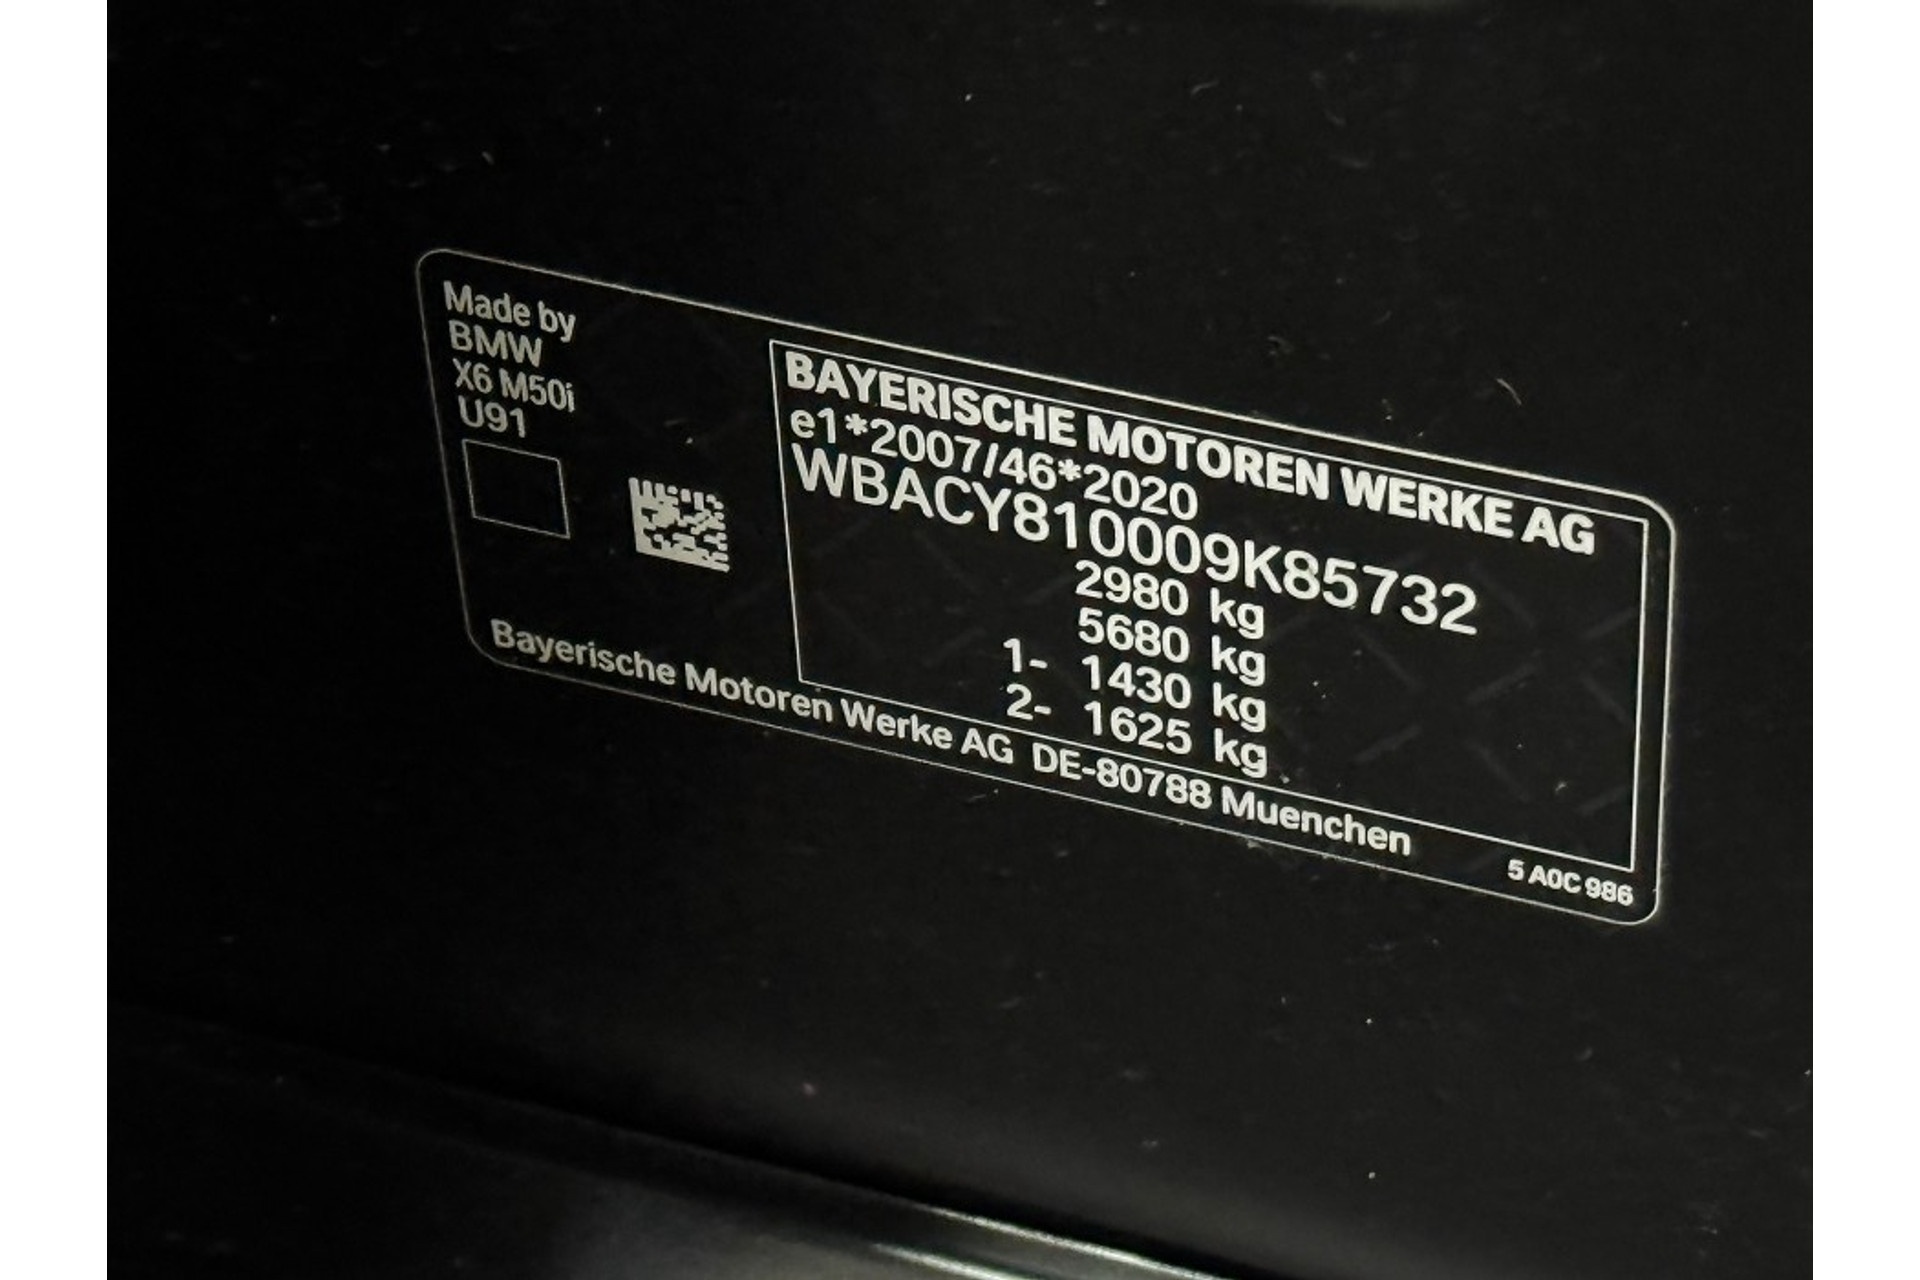 Made by
BMW
X6 M50i
U91
BAYERISCHE MOTOREN WERKE AG
e1*2007/46*2020
WBACY810009K85732
2980 kg
5680 kg
1- 1430 kg
2- 1625 kg
Bayerische Motoren Werke AG DE-80788 Muenchen
5 A0C 986